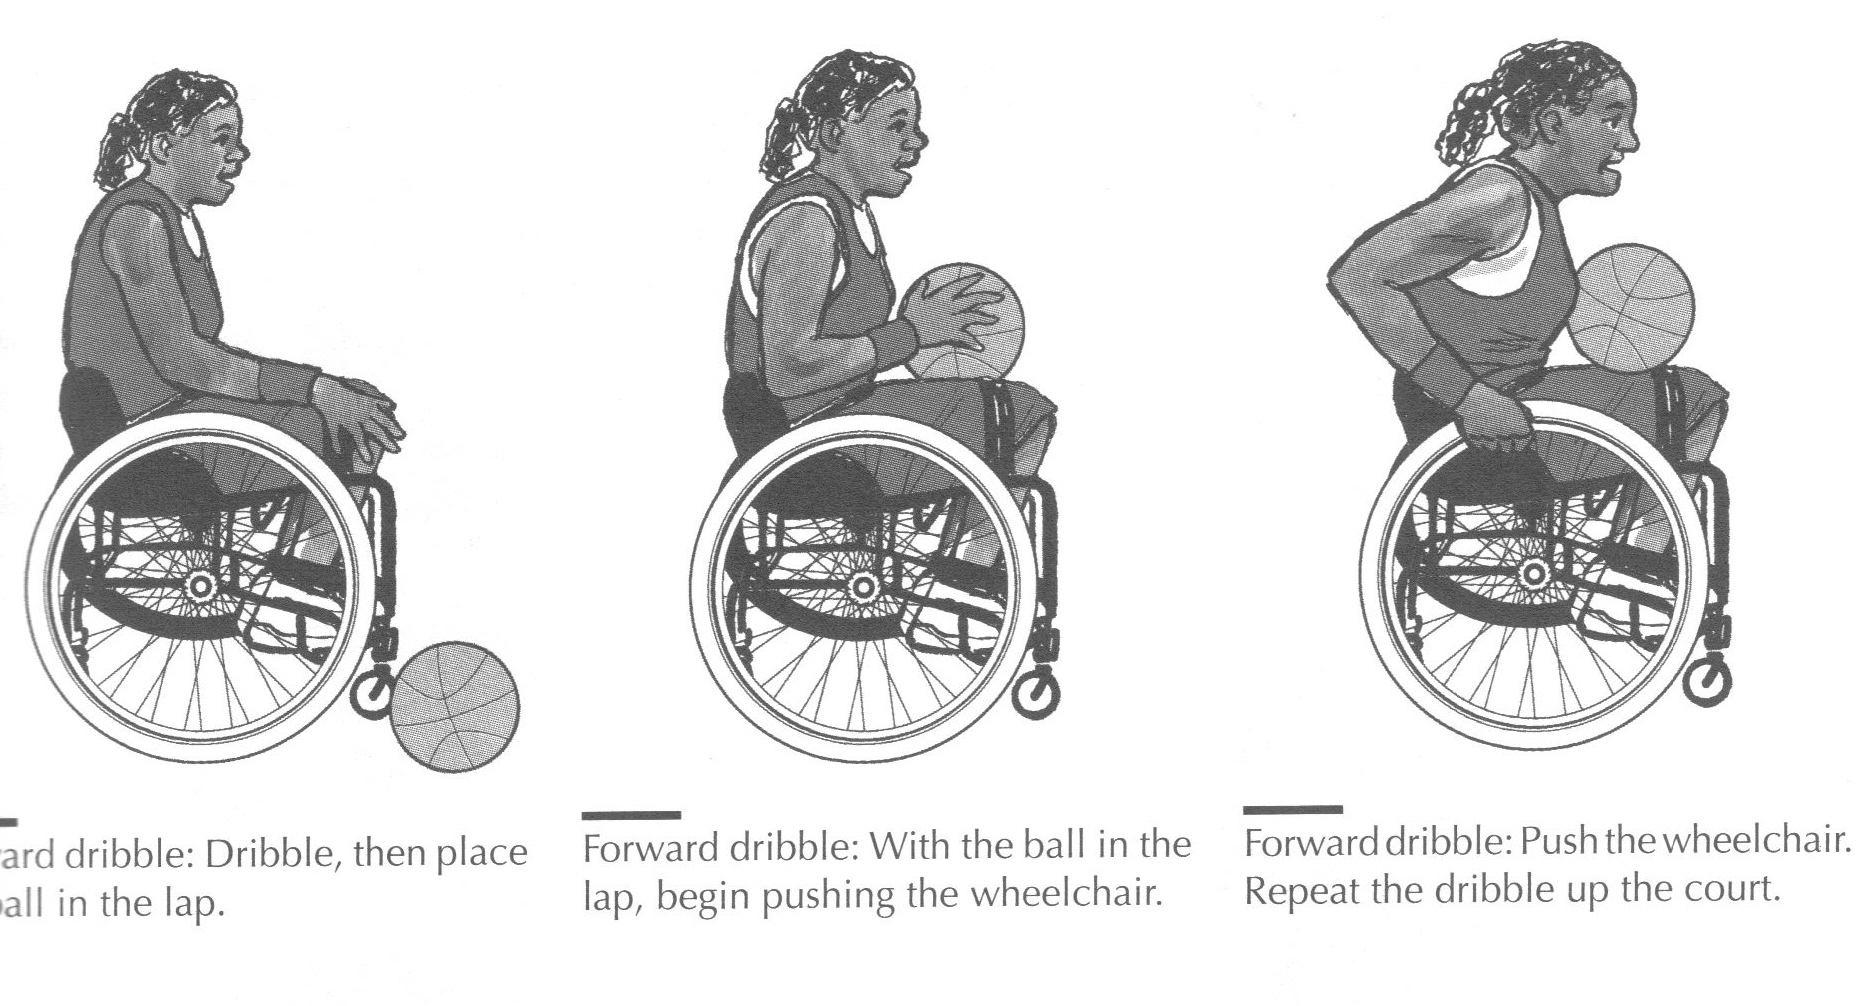 ard dribble: Dribble, then place
all in the lap.
Forward dribble: With the ball in the
lap, begin pushing the wheelchair.
Forward dribble: Push the wheelchair.
Repeat the dribble up the court.